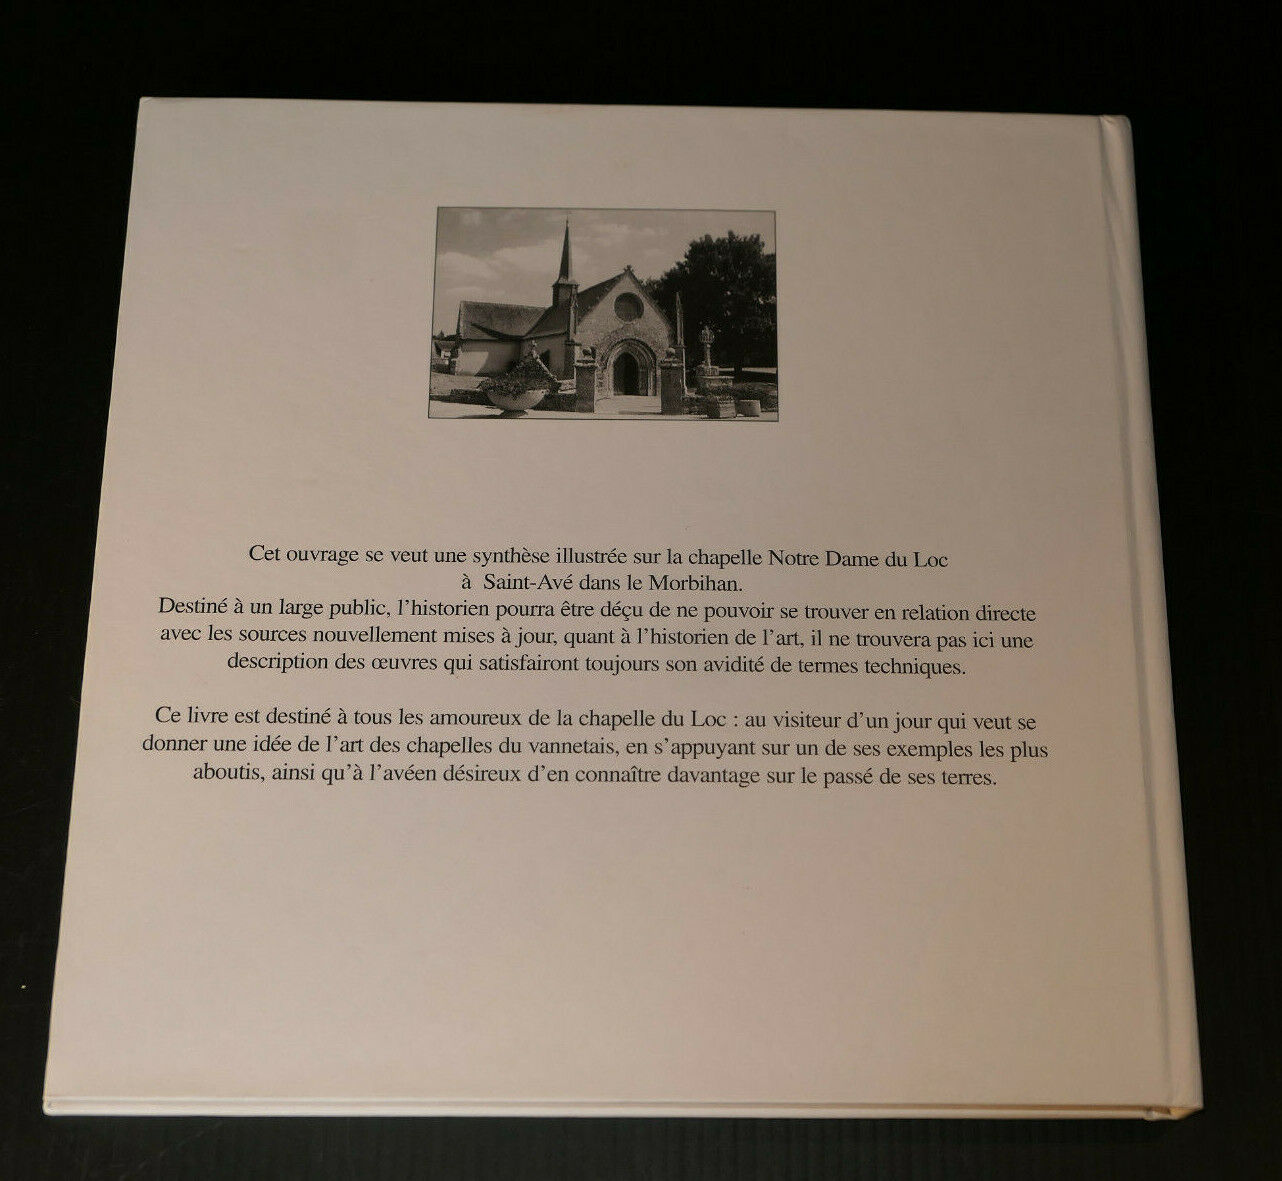 Cet ouvrage se veut une synthèse illustrée sur la chapelle Notre Dame du Loc
à Saint-Avé dans le Morbihan.
Destiné à un large public, l'historien pourra être déçu de ne pouvoir se trouver en relation directe
avec les sources nouvellement mises à jour, quant à l'historien de l'art, il ne trouvera pas ici une
description des œuvres qui satisfairont toujours son avidité de termes techniques.
Ce livre est destiné à tous les amoureux de la chapelle du Loc : au visiteur d'un jour qui veut se
donner une idée de l'art des chapelles du vannetais, en s'appuyant sur un de ses exemples les plus
aboutis, ainsi qu'à l'avéen désireux d'en connaître davantage sur le passé de ses terres.